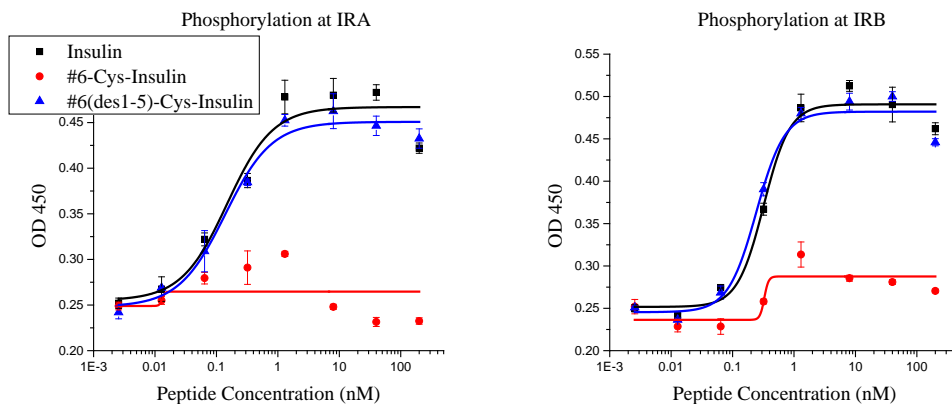 Phosphorylation at IRA
Insulin
#6-Cys-Insulin
#6(des1-5)-Cys-Insulin
0.45
0.40
0.35
0.30
0.25
0.20
OD 450
1E-3
0.01
0.1
1
10
100
Peptide Concentration (nM)
Phosphorylation at IRB
0.55
0.50
0.45
0.40
0.35
0.30
0.25
0.20
OD 450
1E-3
0.01
0.1
1
10
100
Peptide Concentration (nM)